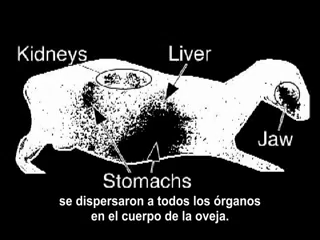 Kidneys
Liver
Jaw
Stomachs
se dispersaron a todos los órganos
en el cuerpo de la oveja.